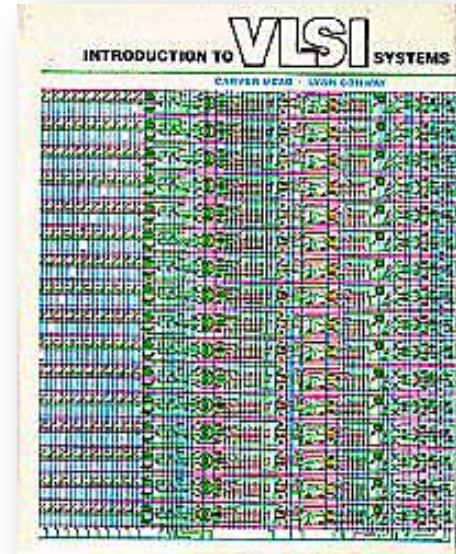 INTRODUCTION TO VLSI SYSTEMS
CARVER MEAD · LYNN CONWAY